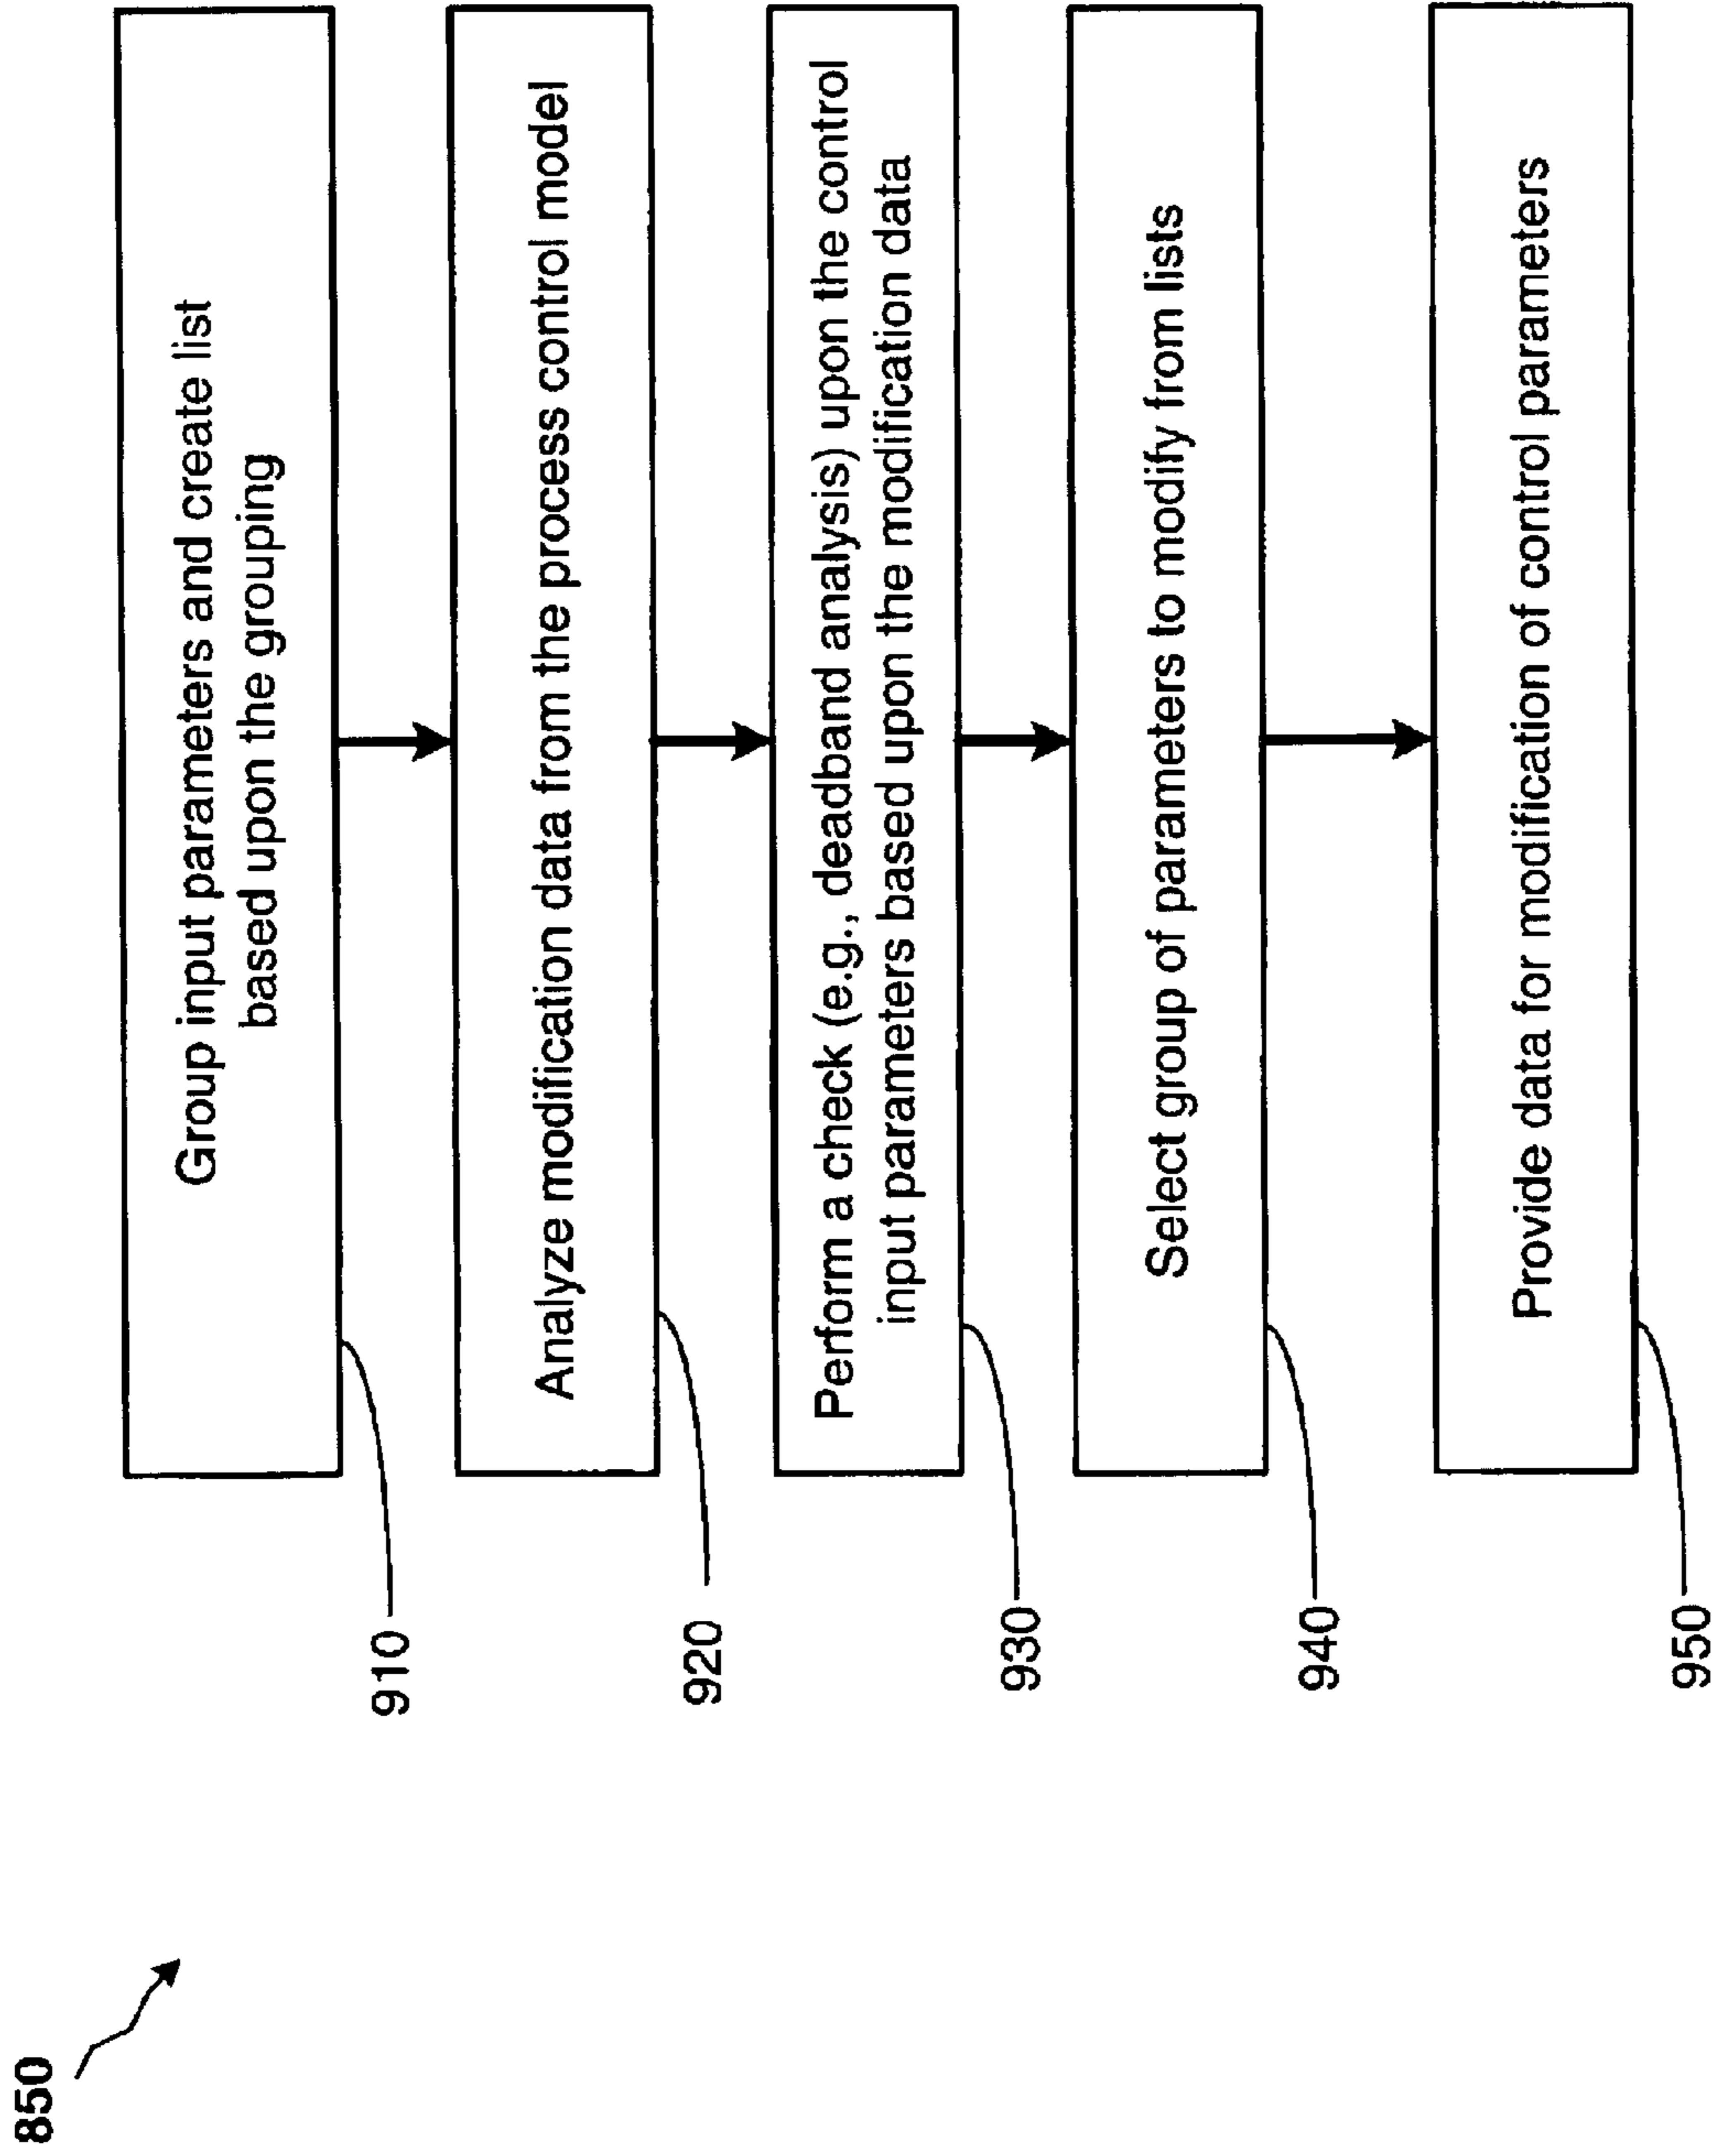 850
Group input parameters and create list
based upon the grouping
910
Analyze modification data from the process control model
920
Perform a check (e.g., deadband analysis) upon the control
input parameters based upon the modification data
930
Select group of parameters to modify from lists
940
Provide data for modification of control parameters
950